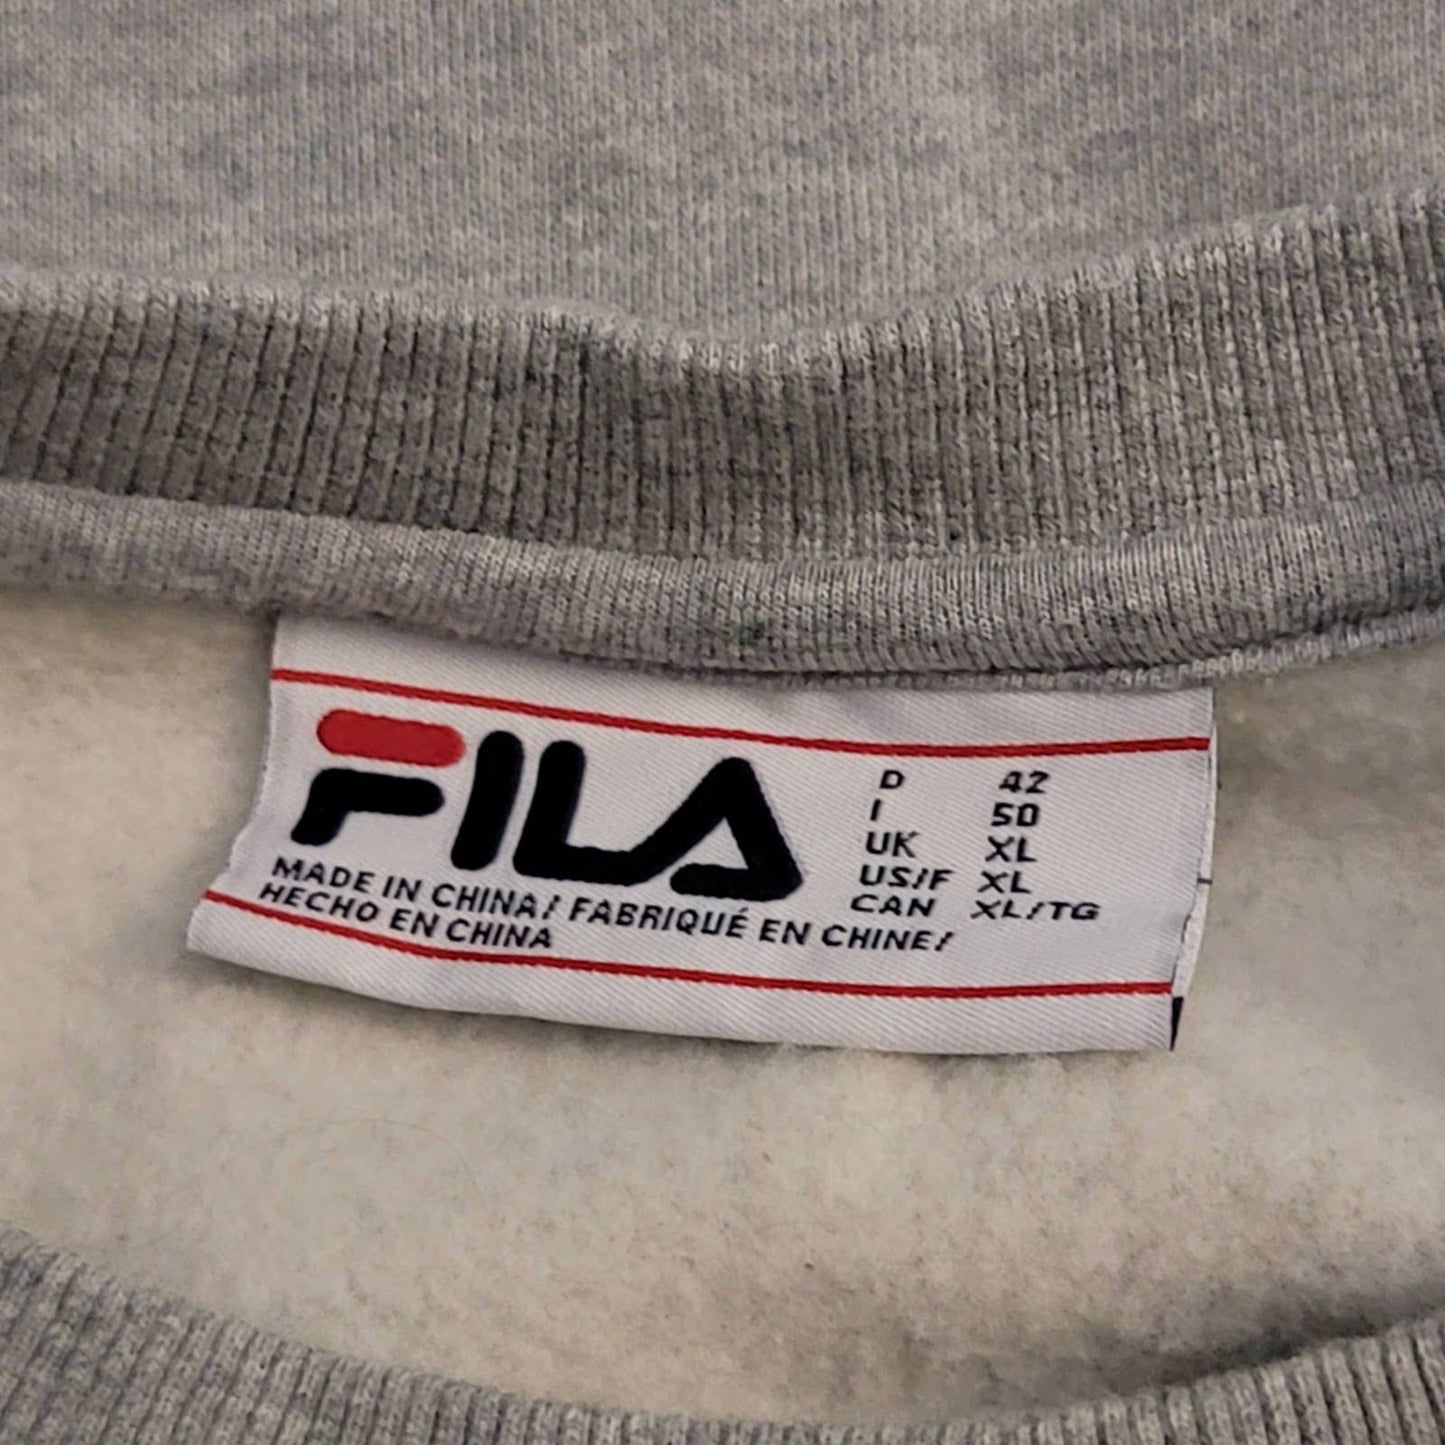 FILA
MADE IN CHINA / FABRIQUÉ EN CHINE /
HECHO EN CHINA
D 42
I 50
UK XL
US/F XL
CAN XL/TG